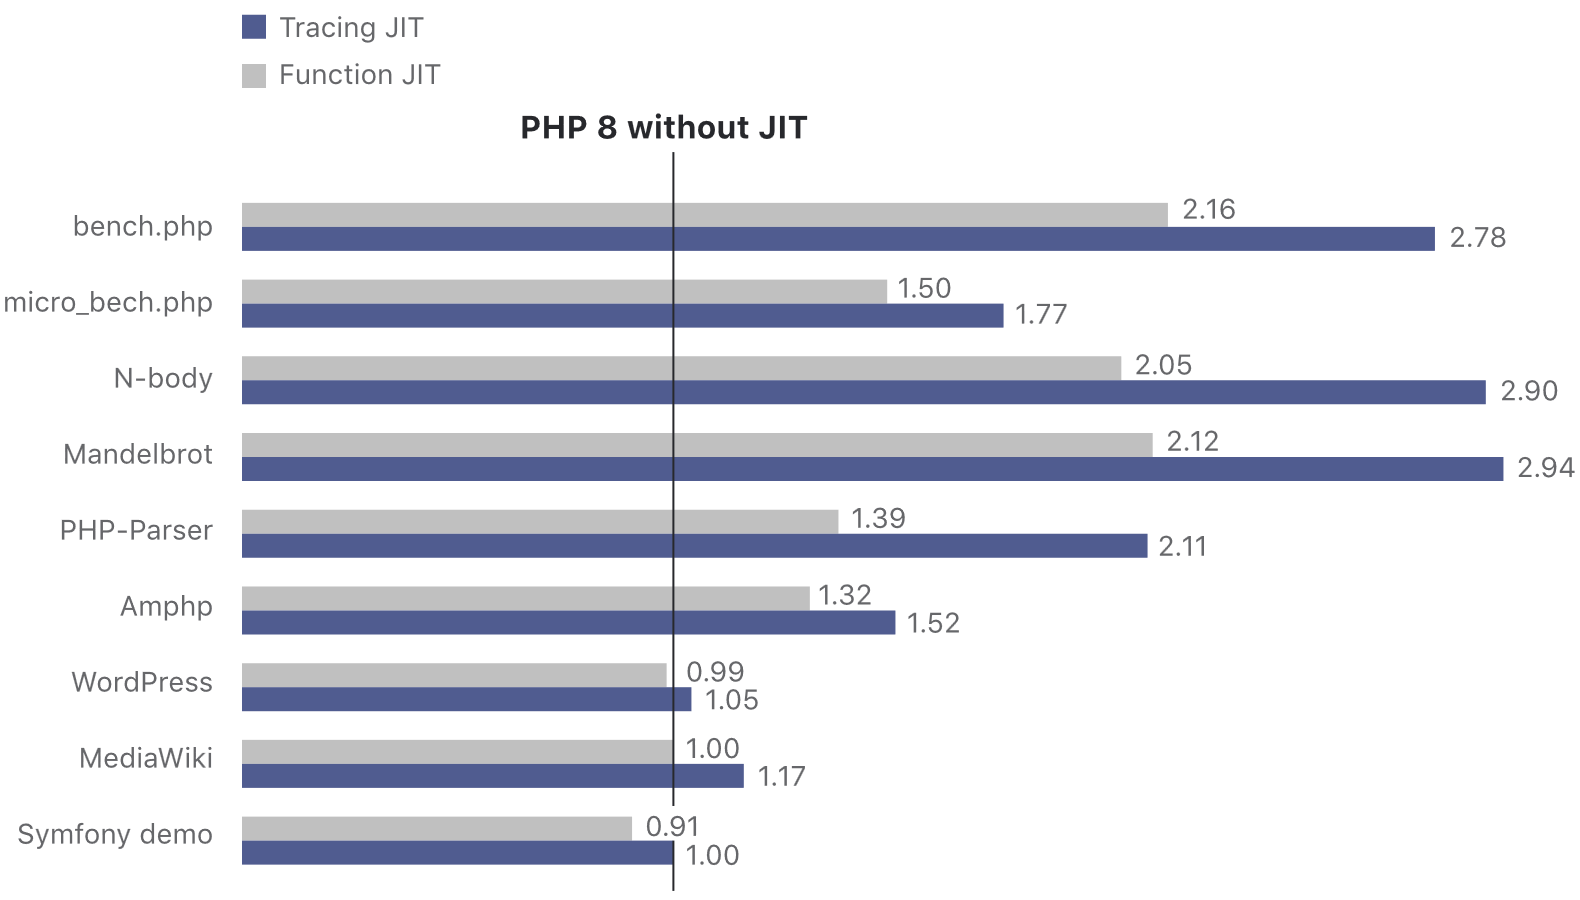 Tracing JIT
Function JIT
PHP 8 without JIT
bench.php
2.16
2.78
micro_bech.php
1.50
1.77
N-body
2.05
2.90
Mandelbrot
2.12
2.94
PHP-Parser
1.39
2.11
Amphp
1.32
1.52
WordPress
0.99
1.05
MediaWiki
1.00
1.17
Symfony demo
0.91
1.00